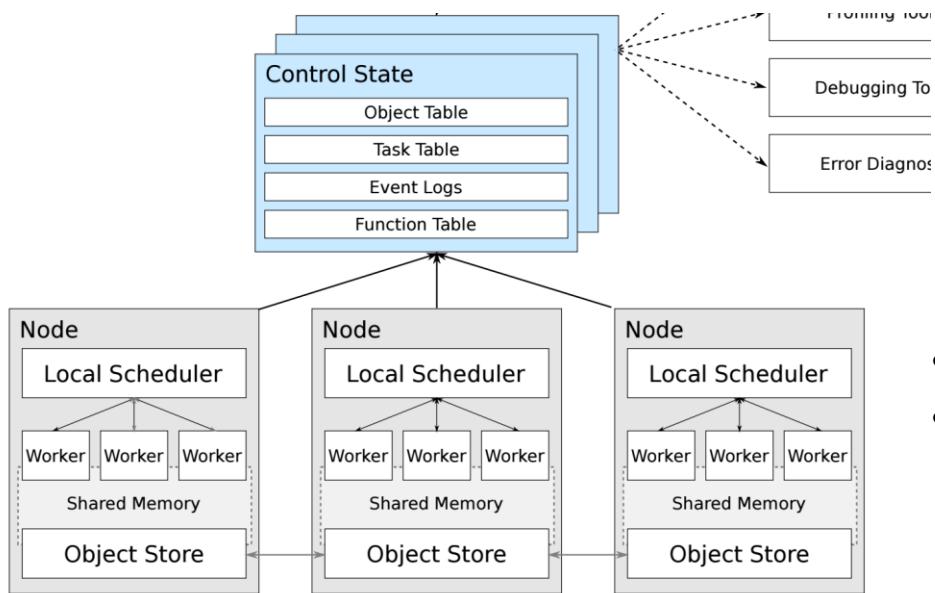 Profiling Tool
Control State
Object Table
Task Table
Event Logs
Function Table
Debugging To
Error Diagnos
Node
Local Scheduler
Worker Worker Worker
Shared Memory
Object Store
Node
Local Scheduler
Worker Worker Worker
Shared Memory
Object Store
Node
Local Scheduler
Worker Worker Worker
Shared Memory
Object Store